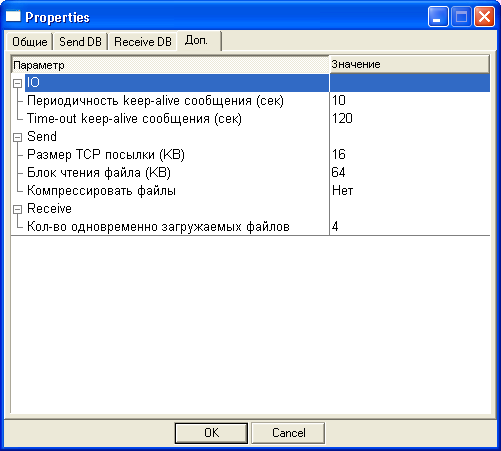 Properties
Общие Send DB Receive DB Доп.
Параметр Значение
IO
Периодичность keep-alive сообщения (сек) 10
Time-out keep-alive сообщения (сек) 120
Send
Размер TCP посылки (KB) 16
Блок чтения файла (KB) 64
Компрессировать файлы Нет
Receive
Кол-во одновременно загружаемых файлов 4
OK Cancel